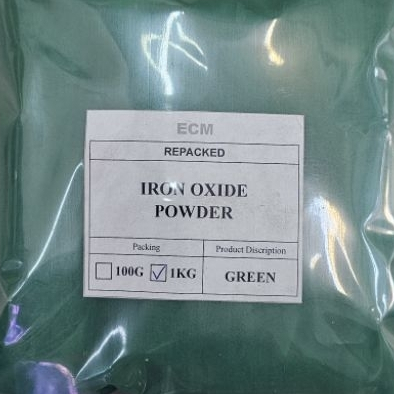 ECM
REPACKED
IRON OXIDE
POWDER
Packing
Product Discription
100G 1KG
GREEN